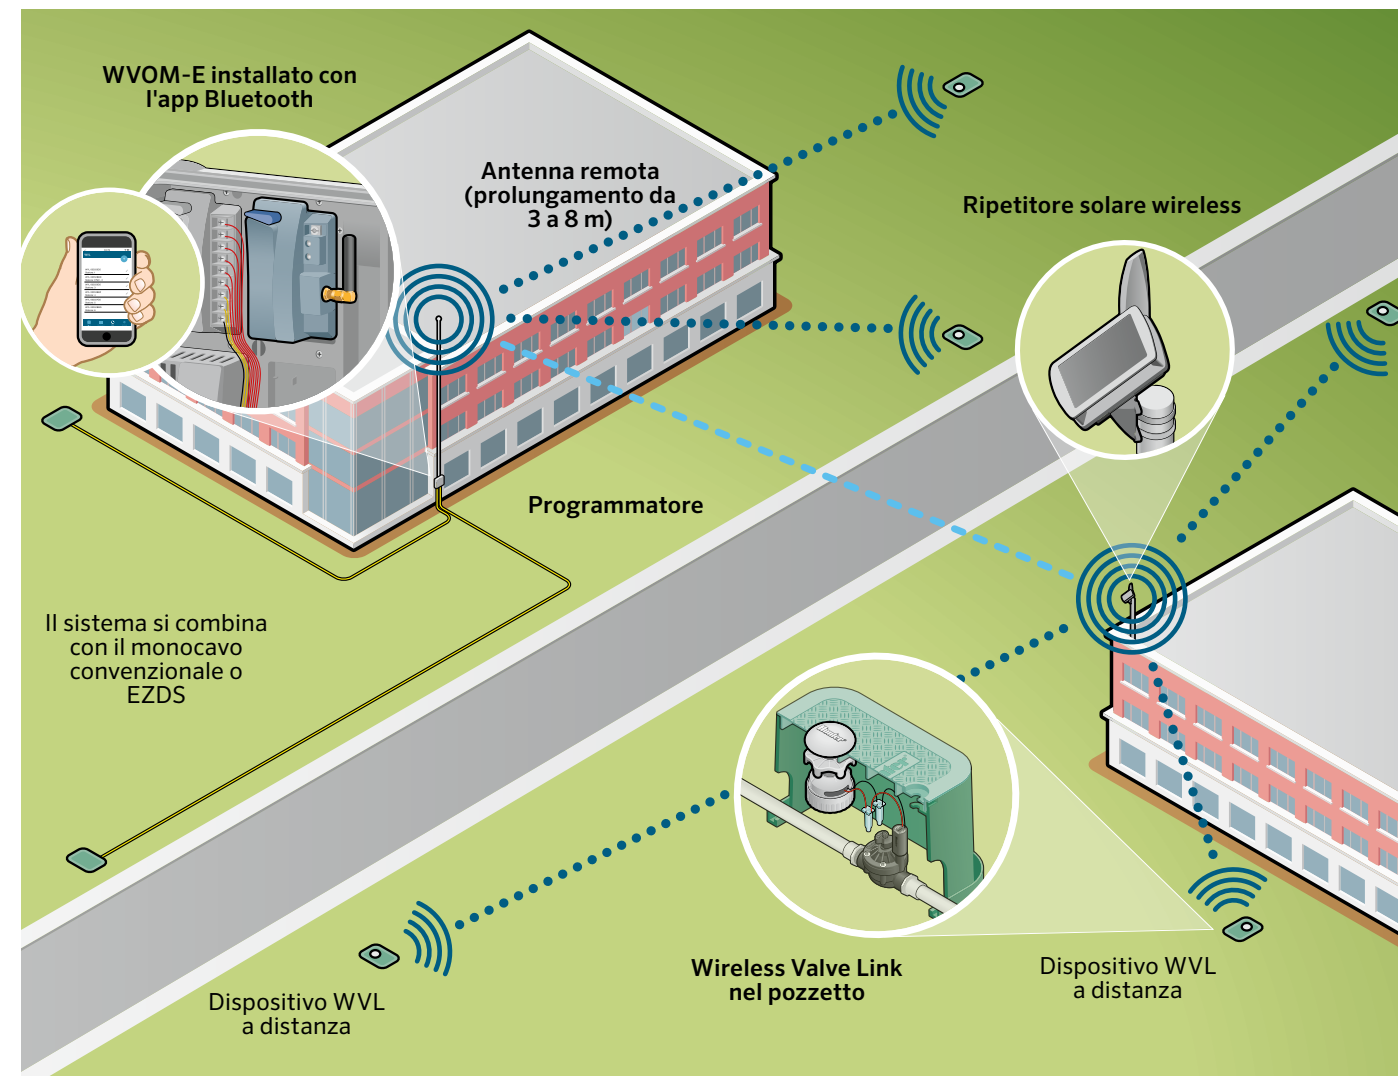 WVOM-E installato con
l'app Bluetooth
Antenna remota
(prolungamento da
3 a 8 m)
Ripetitore solare wireless
Programmatore
Il sistema si combina
con il monocavo
convenzionale o
EZDS
Wireless Valve Link
nel pozzetto
Dispositivo WVL
a distanza
Dispositivo WVL
a distanza